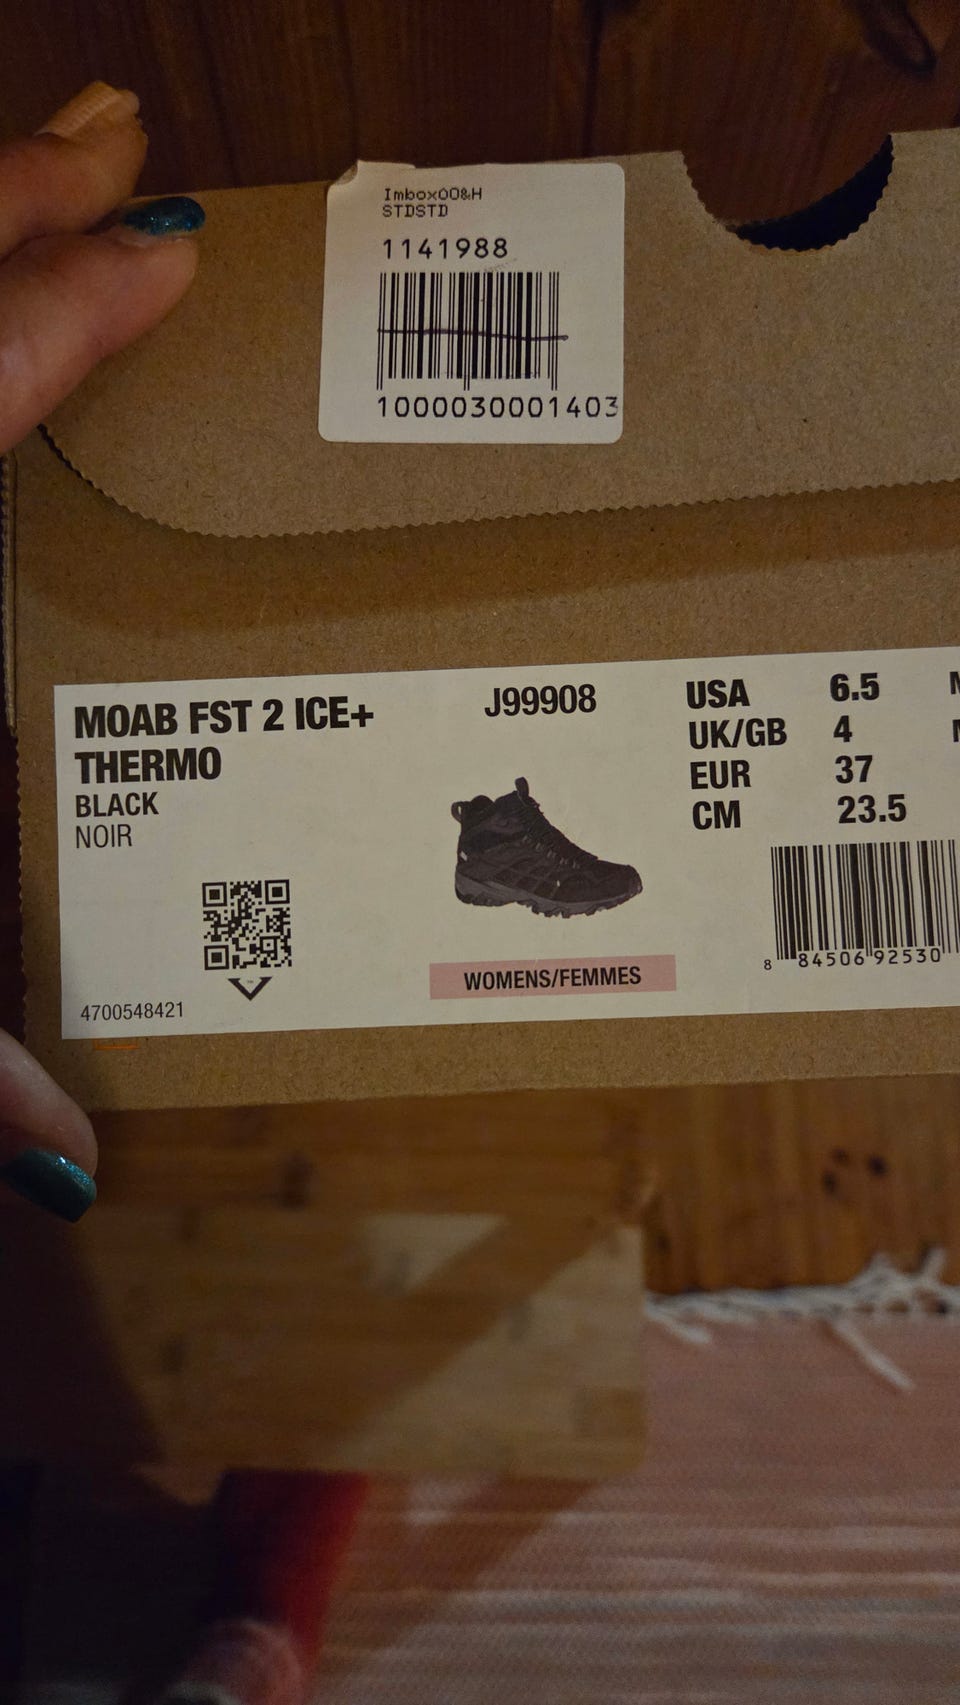 Imbox00&H
STDSTD
1141988
1000030001403
MOAB FST 2 ICE+
THERMO
BLACK
NOIR
J99908
USA 6.5
UK/GB 4
EUR 37
CM 23.5
8 84506 92530
WOMENS/FEMMES
4700548421